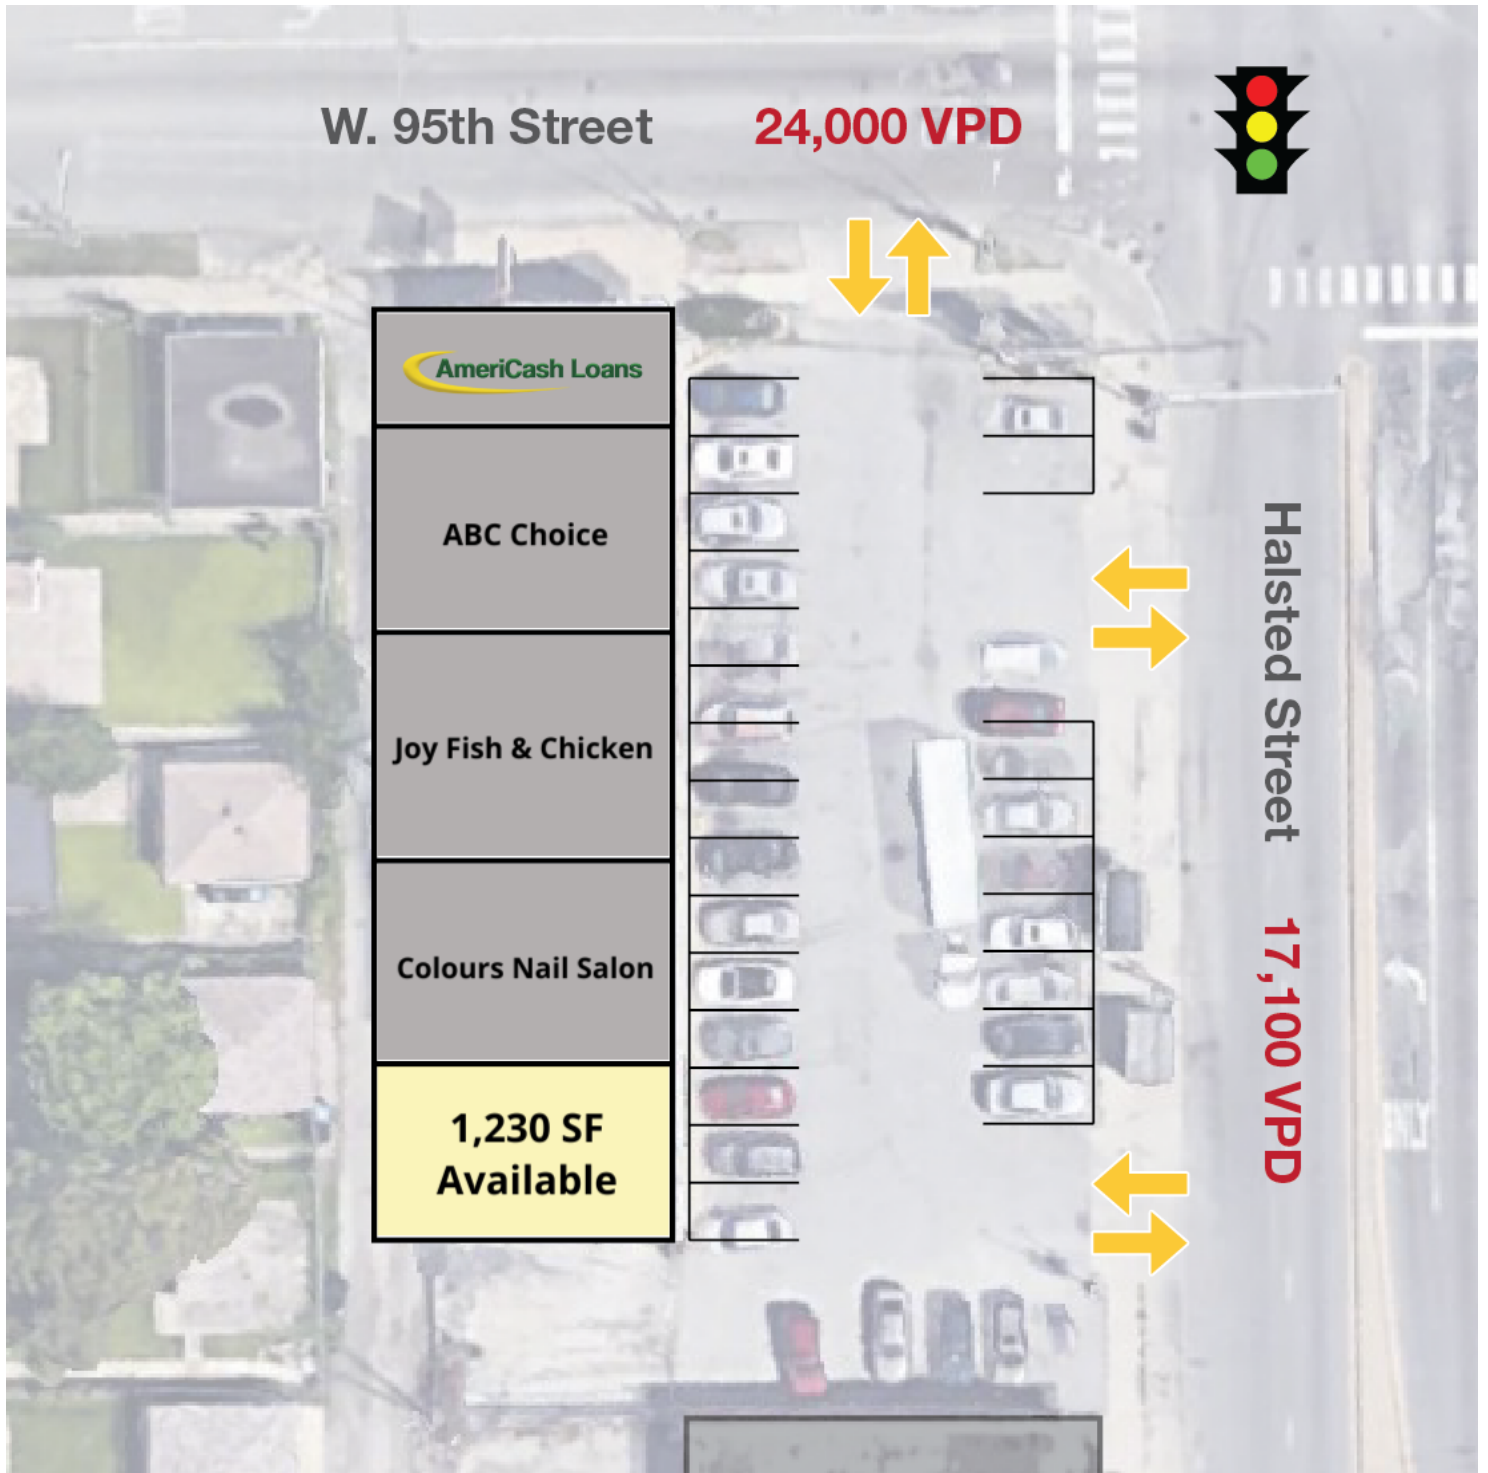 W. 95th Street 24,000 VPD
AmeriCash Loans
ABC Choice
Joy Fish & Chicken
Colours Nail Salon
1,230 SF
Available
Halsted Street 17,100 VPD